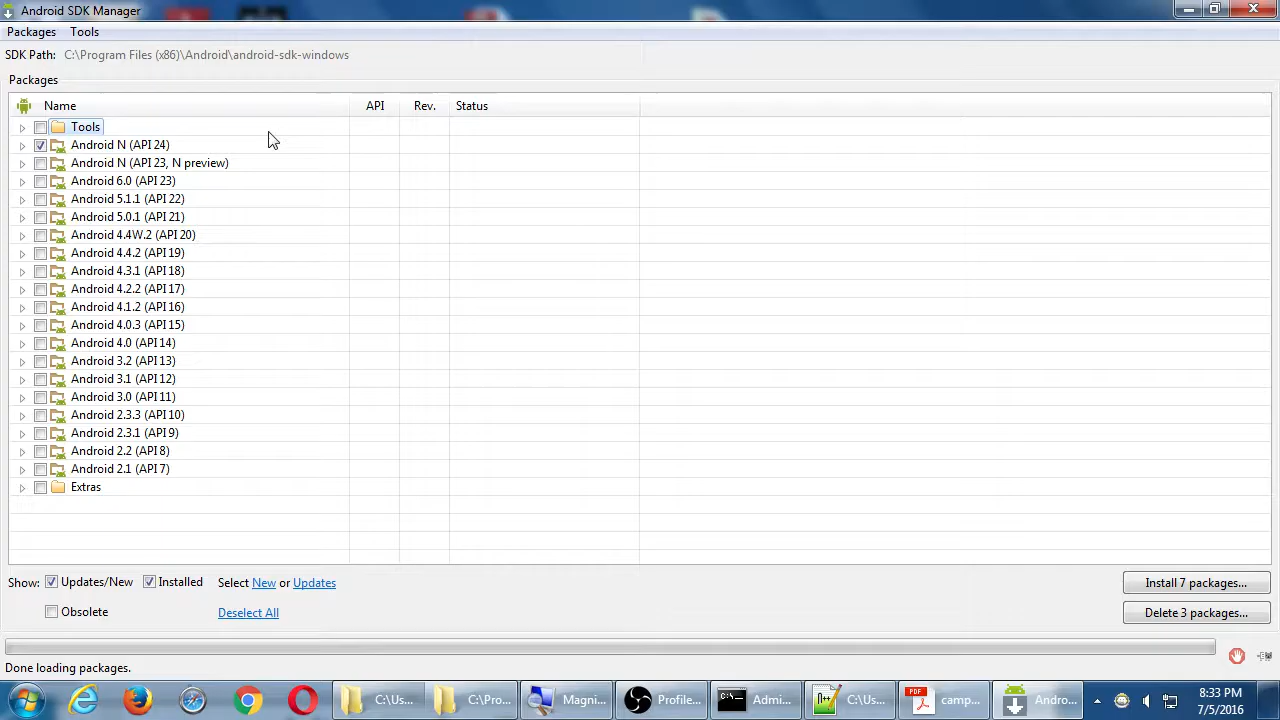 Android SDK Manager
Packages Tools
SDK Path: C:\Program Files (x86)\Android\android-sdk-windows
Packages
Name API Rev. Status
Tools
Android N (API 24)
Android N (API 23, N preview)
Android 6.0 (API 23)
Android 5.1.1 (API 22)
Android 5.0.1 (API 21)
Android 4.4W.2 (API 20)
Android 4.4.2 (API 19)
Android 4.3.1 (API 18)
Android 4.2.2 (API 17)
Android 4.1.2 (API 16)
Android 4.0.3 (API 15)
Android 4.0 (API 14)
Android 3.2 (API 13)
Android 3.1 (API 12)
Android 3.0 (API 11)
Android 2.3.3 (API 10)
Android 2.3.1 (API 9)
Android 2.2 (API 8)
Android 2.1 (API 7)
Extras
Show: Updates/New Installed Select New or Updates Install 7 packages...
Obsolete Deselect All Delete 3 packages...
Done loading packages.
C:\Us... C:\Pro... Magni... Profile... Admi... C:\Us... PDF camp... Andro... 8:33 PM
7/5/2016